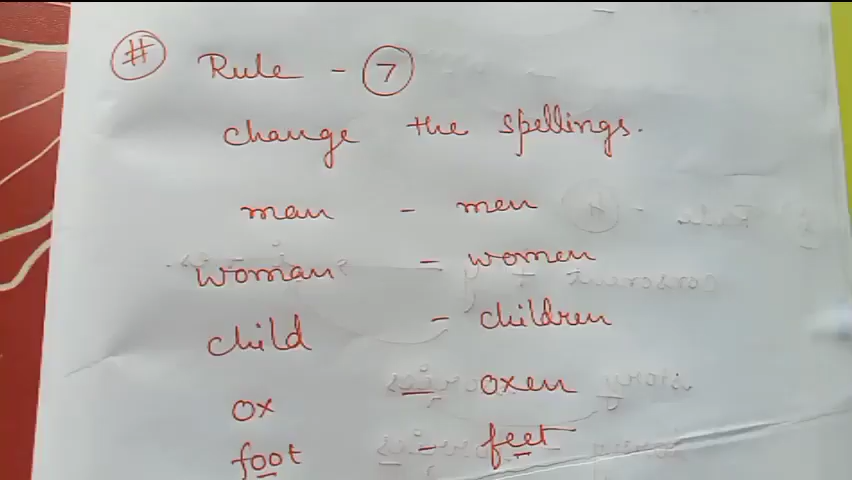 # Rule - 7
change the spellings.
man - men
woman - women
child - children
ox - oxen
foot - feet